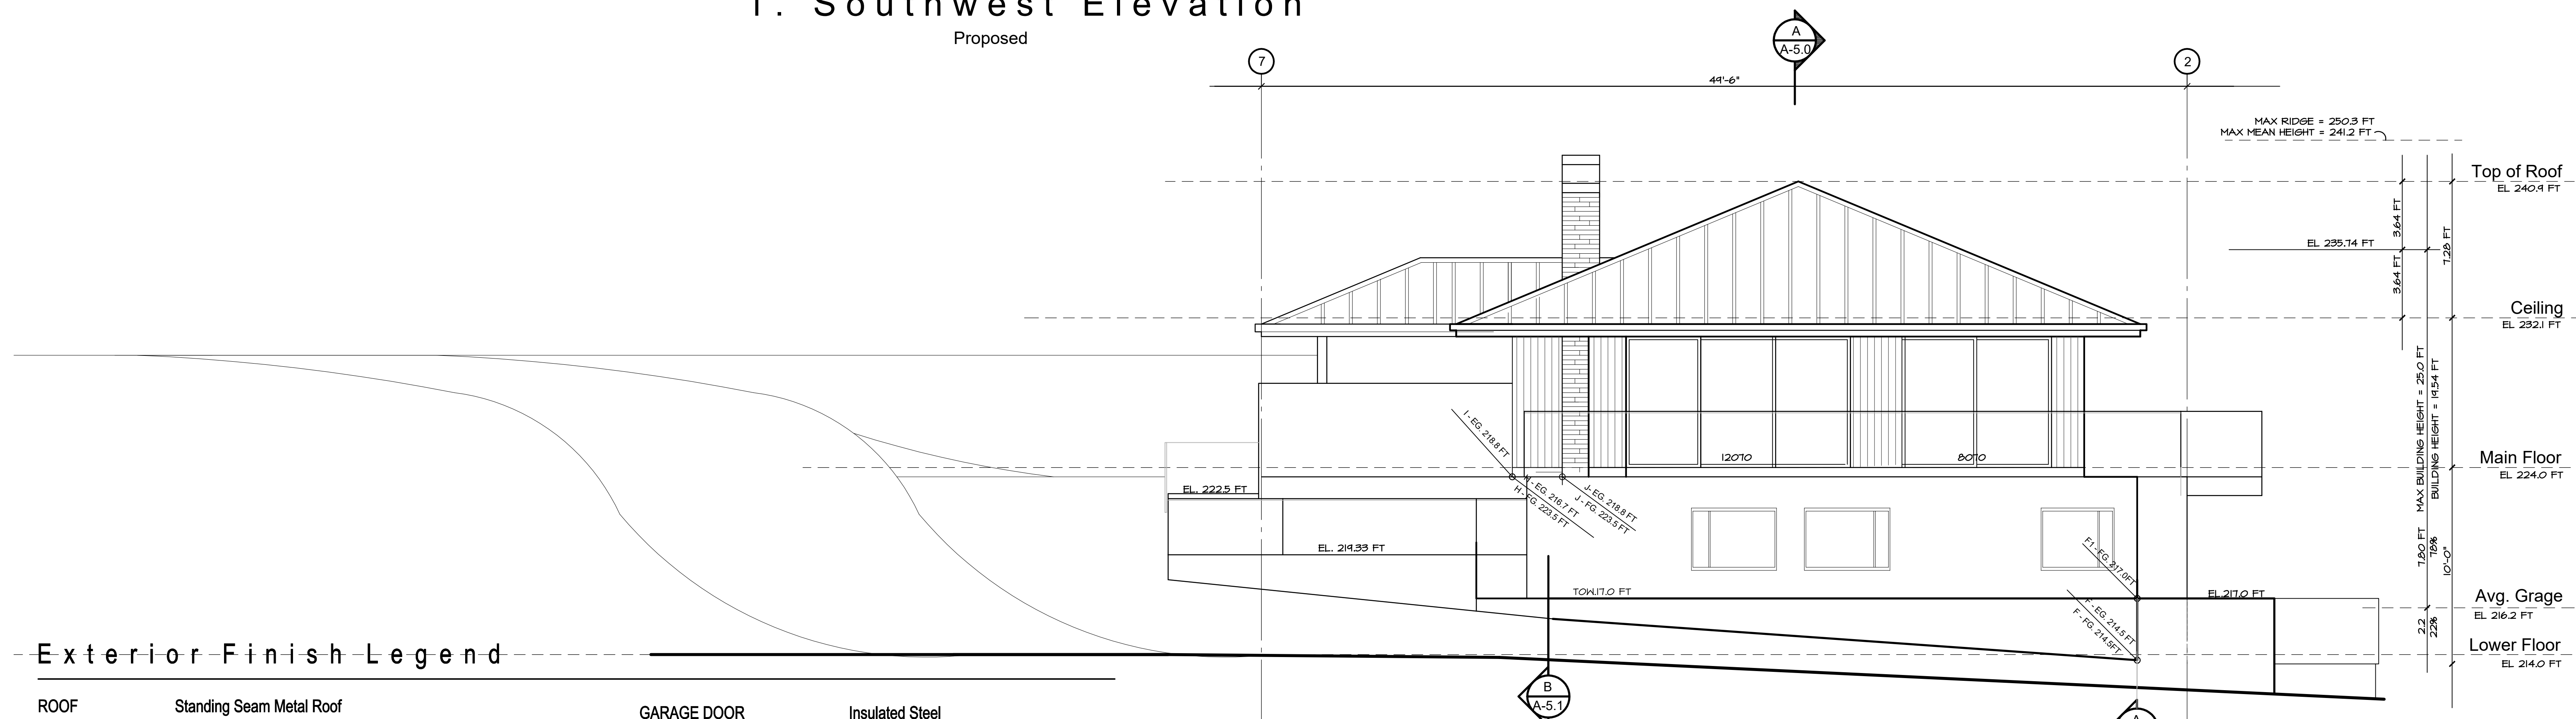 1. Southwest Elevation
Proposed
A
A-5.0
7
2
49'-6"
MAX RIDGE = 250.3 FT
MAX MEAN HEIGHT = 241.2 FT
Top of Roof
EL 240.9 FT
3.64 FT
7.28 FT
EL 235.74 FT
3.64 FT
Ceiling
EL 232.1 FT
MAX BUILDING HEIGHT = 25.0 FT
BUILDING HEIGHT = 19.54 FT
I - EG. 218.8 FT
12070
8070
Main Floor
EL 224.0 FT
EL. 222.5 FT
H - EG. 216.7 FT
H - FG. 223.5 FT
J- EG. 218.8 FT
J - FG. 223.5 FT
EL. 219.33 FT
7.80 FT
78%
10'-0"
F1 - FG. 217.0FT
TOW.17.0 FT
EL.217.0 FT
Avg. Grage
EL 216.2 FT
F - EG. 214.5 FT
F - FG. 214.5FT
2.2
22%
Lower Floor
EL 214.0 FT
Exterior Finish Legend
B
A-5.1
ROOF Standing Seam Metal Roof
GARAGE DOOR Insulated Steel
A